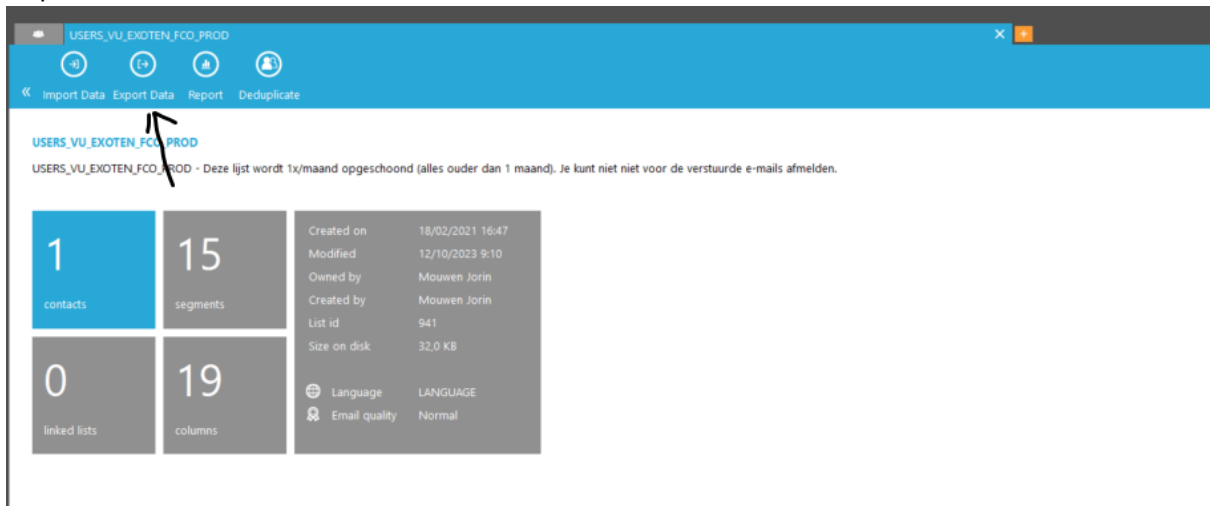 USERS_VU_EXOTEN_FCO_PROD
Import Data Export Data Report Deduplicate
USERS_VU_EXOTEN_FCO_PROD
USERS_VU_EXOTEN_FCO_PROD - Deze lijst wordt 1x/maand opgeschoond (alles ouder dan 1 maand). Je kunt niet niet voor de verstuurde e-mails afmelden.
1
contacts
15
segments
0
linked lists
19
columns
Created on 18/02/2021 16:47
Modified 12/10/2023 9:10
Owned by Mouwen Jorin
Created by Mouwen Jorin
List id 941
Size on disk 32,0 KB
Language LANGUAGE
Email quality Normal